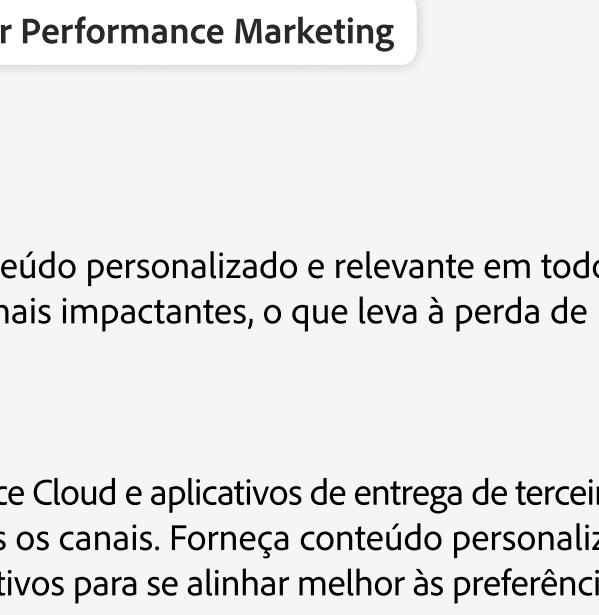 r Performance Marketing
eúdo personalizado e relevante em todo
nais impactantes, o que leva à perda de
ce Cloud e aplicativos de entrega de tercei
s os canais. Forneça conteúdo personaliz
tivos para se alinhar melhor às preferênci